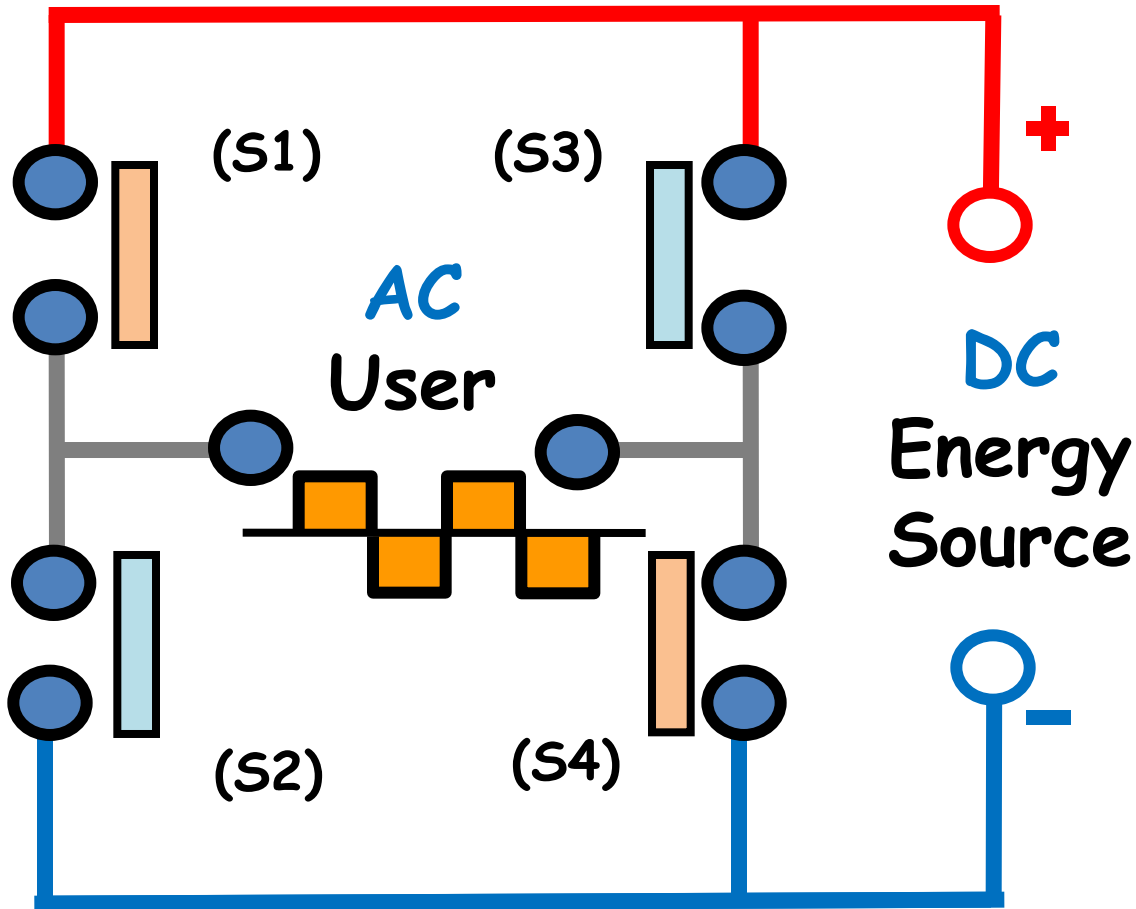 (S1)
(S3)
+
AC
User
DC
Energy
Source
-
(S2)
(S4)